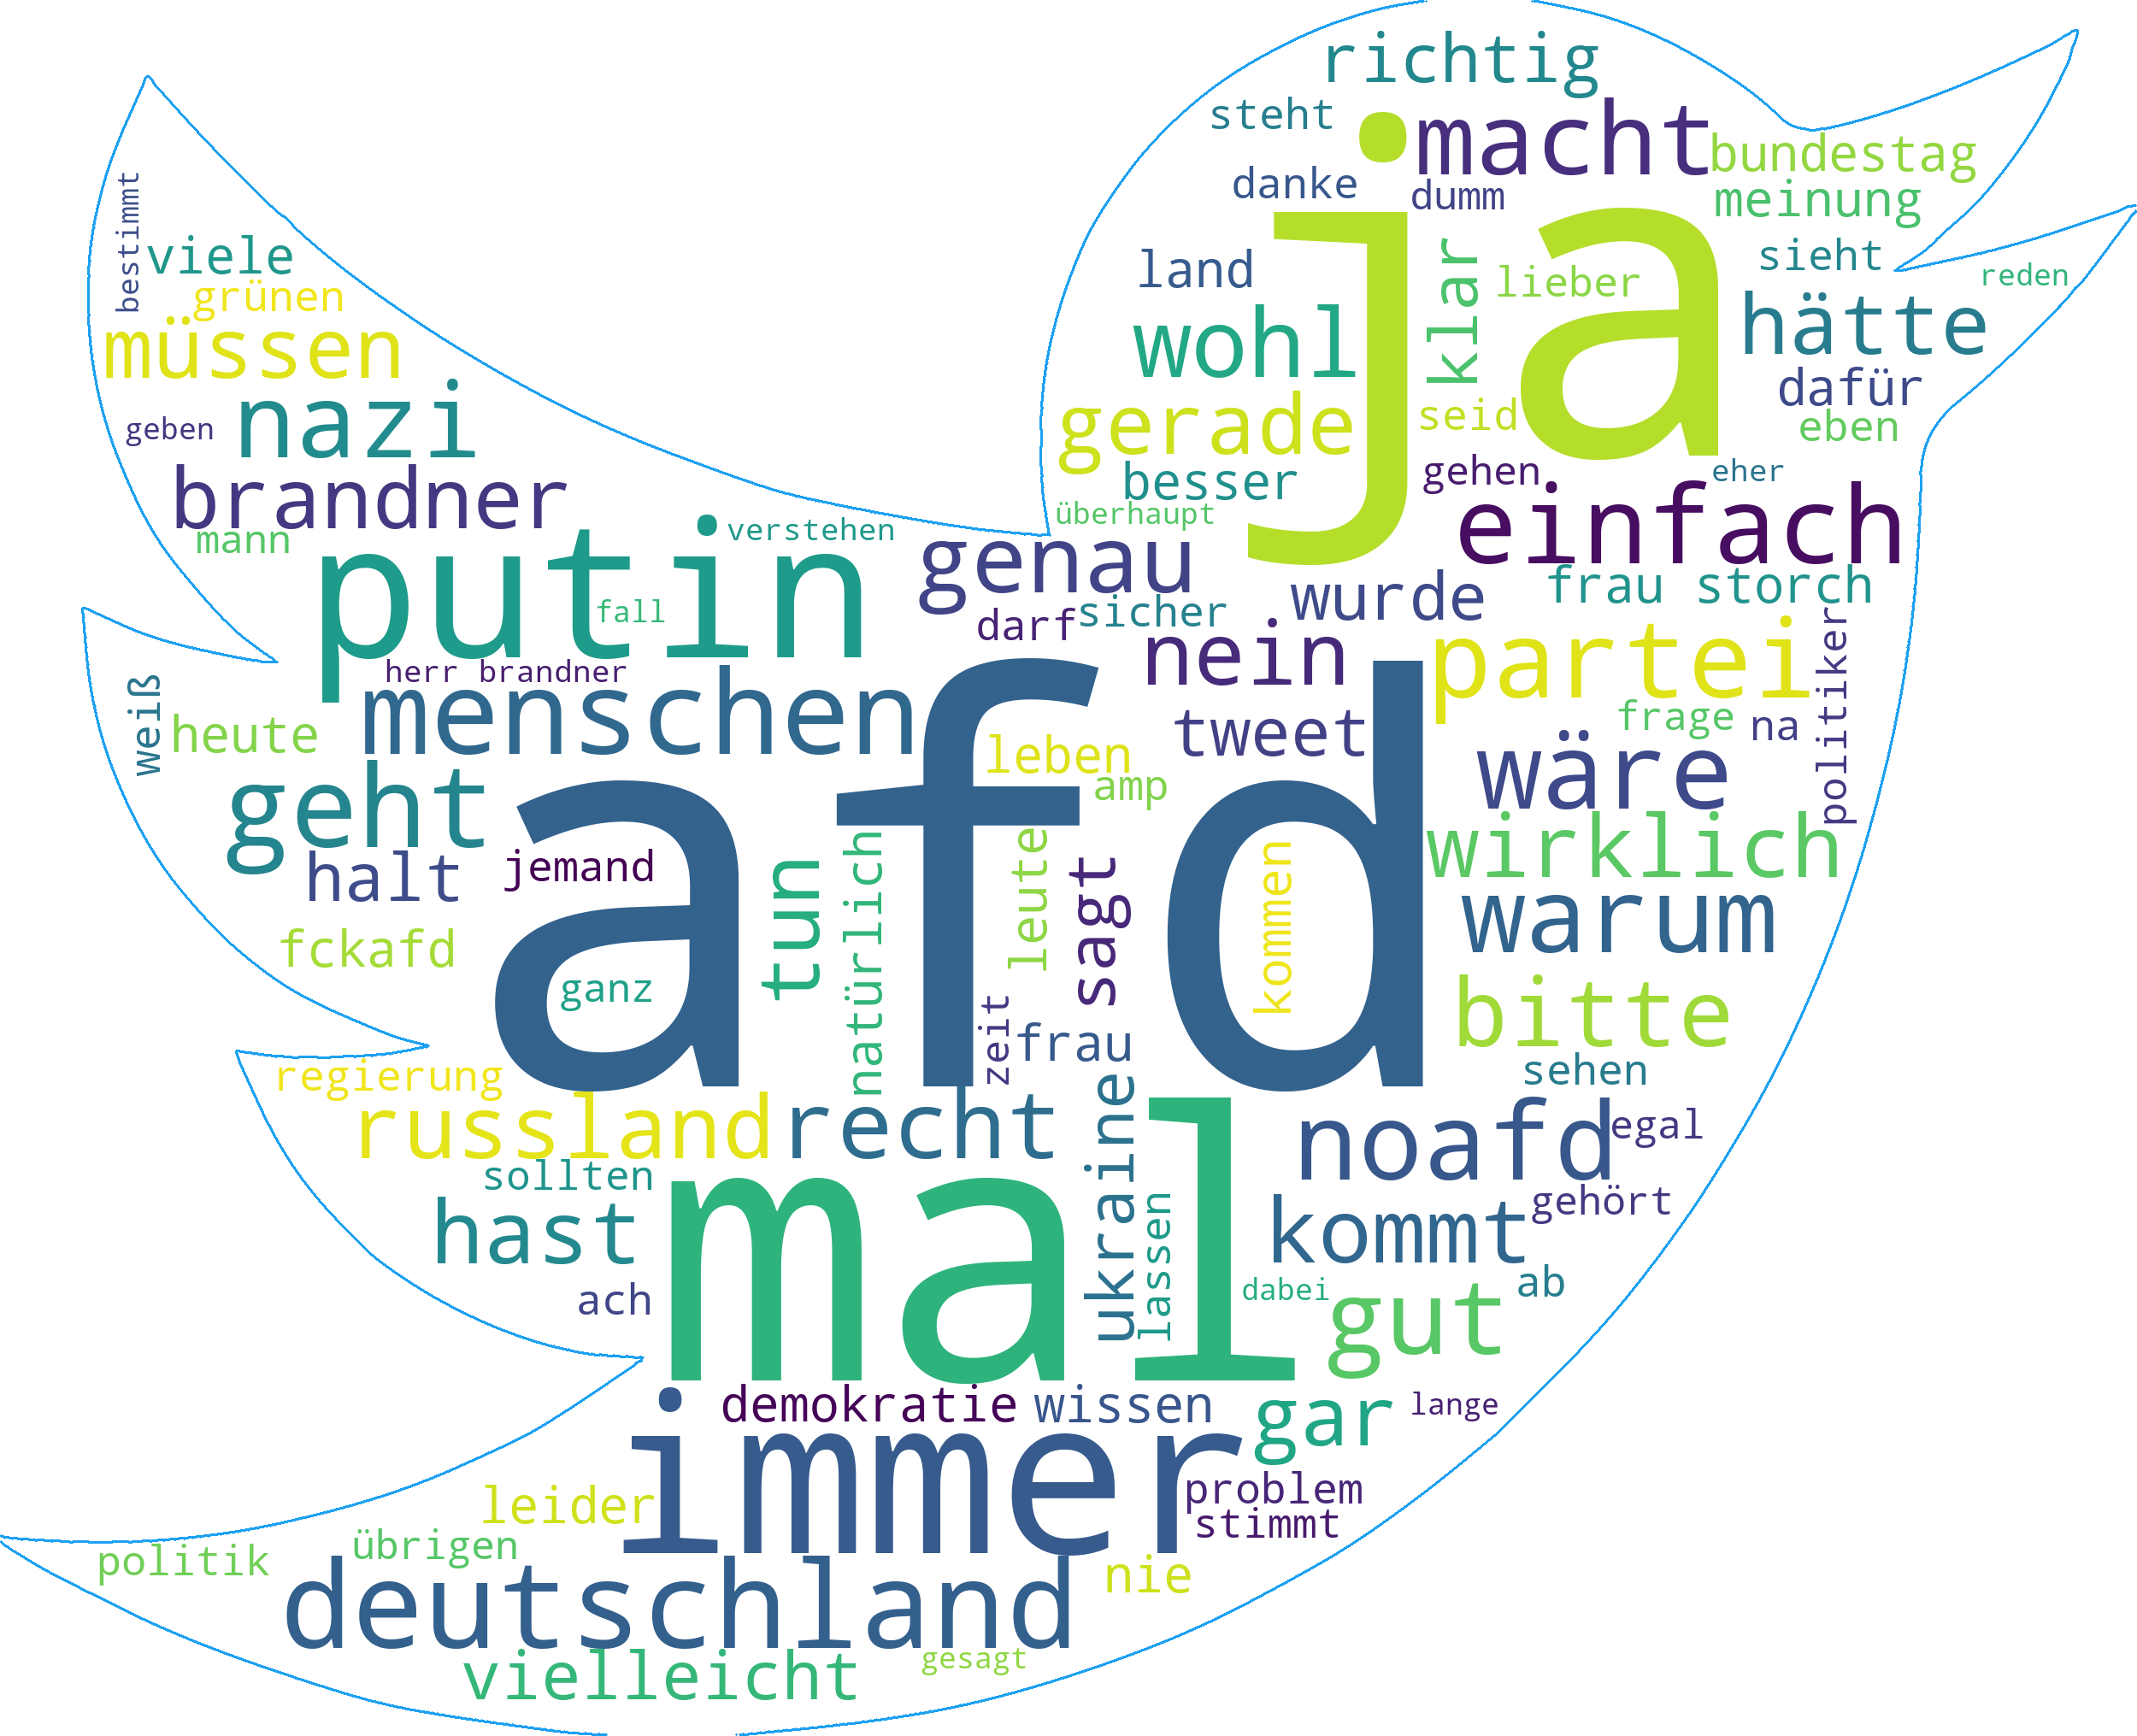 richtig
steht
macht
bundestag
danke
dumm
meinung
bestimmt
viele
ja
land
klar
lieber
sieht
reden
grünen
müssen
wohl
hätte
nazi
geben
gerade
seid
dafür
eben
brandner
besser
gehen
eher
mann
putin
verstehen
überhaupt
einfach
genau
fall
darf
sicher
wurde
frau storch
herr brandner
menschen
nein
partei
politiker
weiß
heute
tweet
frage
na
leben
amp
wäre
geht
afd
halt
jemand
tun
natürlich
leute
sagt
kommen
wirklich
warum
fckafd
ganz
zeit
frau
bitte
regierung
sehen
russland
recht
ukraine
noafd
egal
sollten
hast
mal
lassen
kommt
gehört
ach
dabei
ab
gut
demokratie
wissen
gar
lange
immer
leider
problem
stimmt
übrigen
politik
deutschland
nie
vielleicht
gesagt